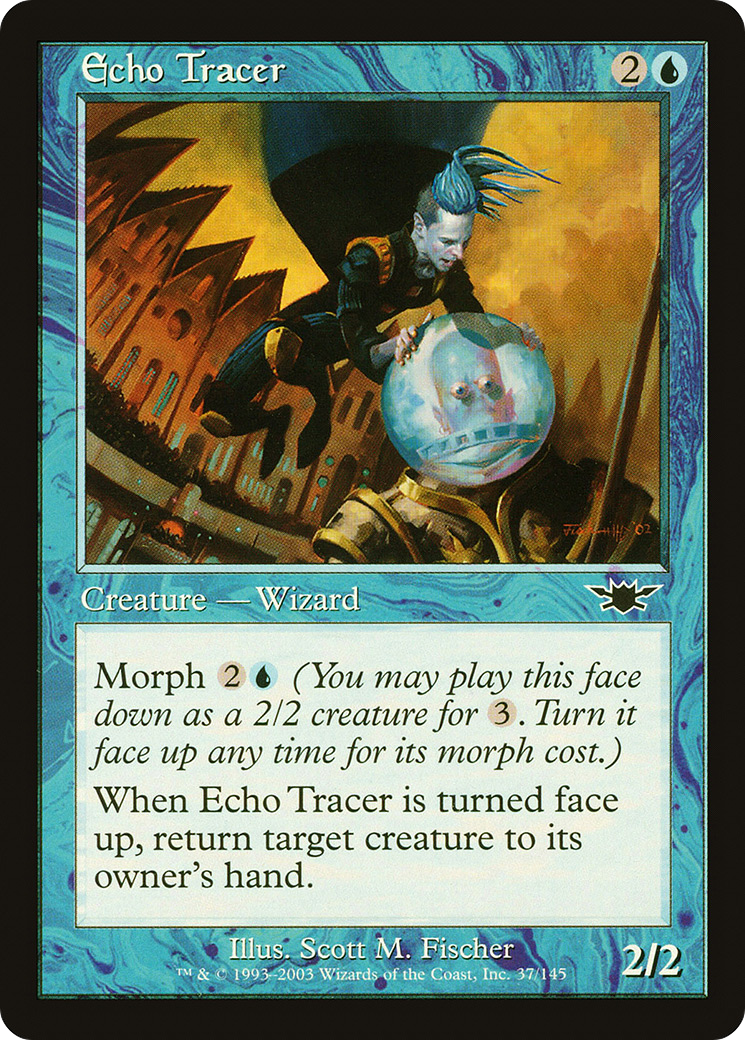 Echo Tracer 2
Creature — Wizard
Morph 2 (You may play this face
down as a 2/2 creature for 3. Turn it
face up any time for its morph cost.)
When Echo Tracer is turned face
up, return target creature to its
owner's hand.
Illus. Scott M. Fischer
™ & © 1993–2003 Wizards of the Coast, Inc. 37/145
2/2